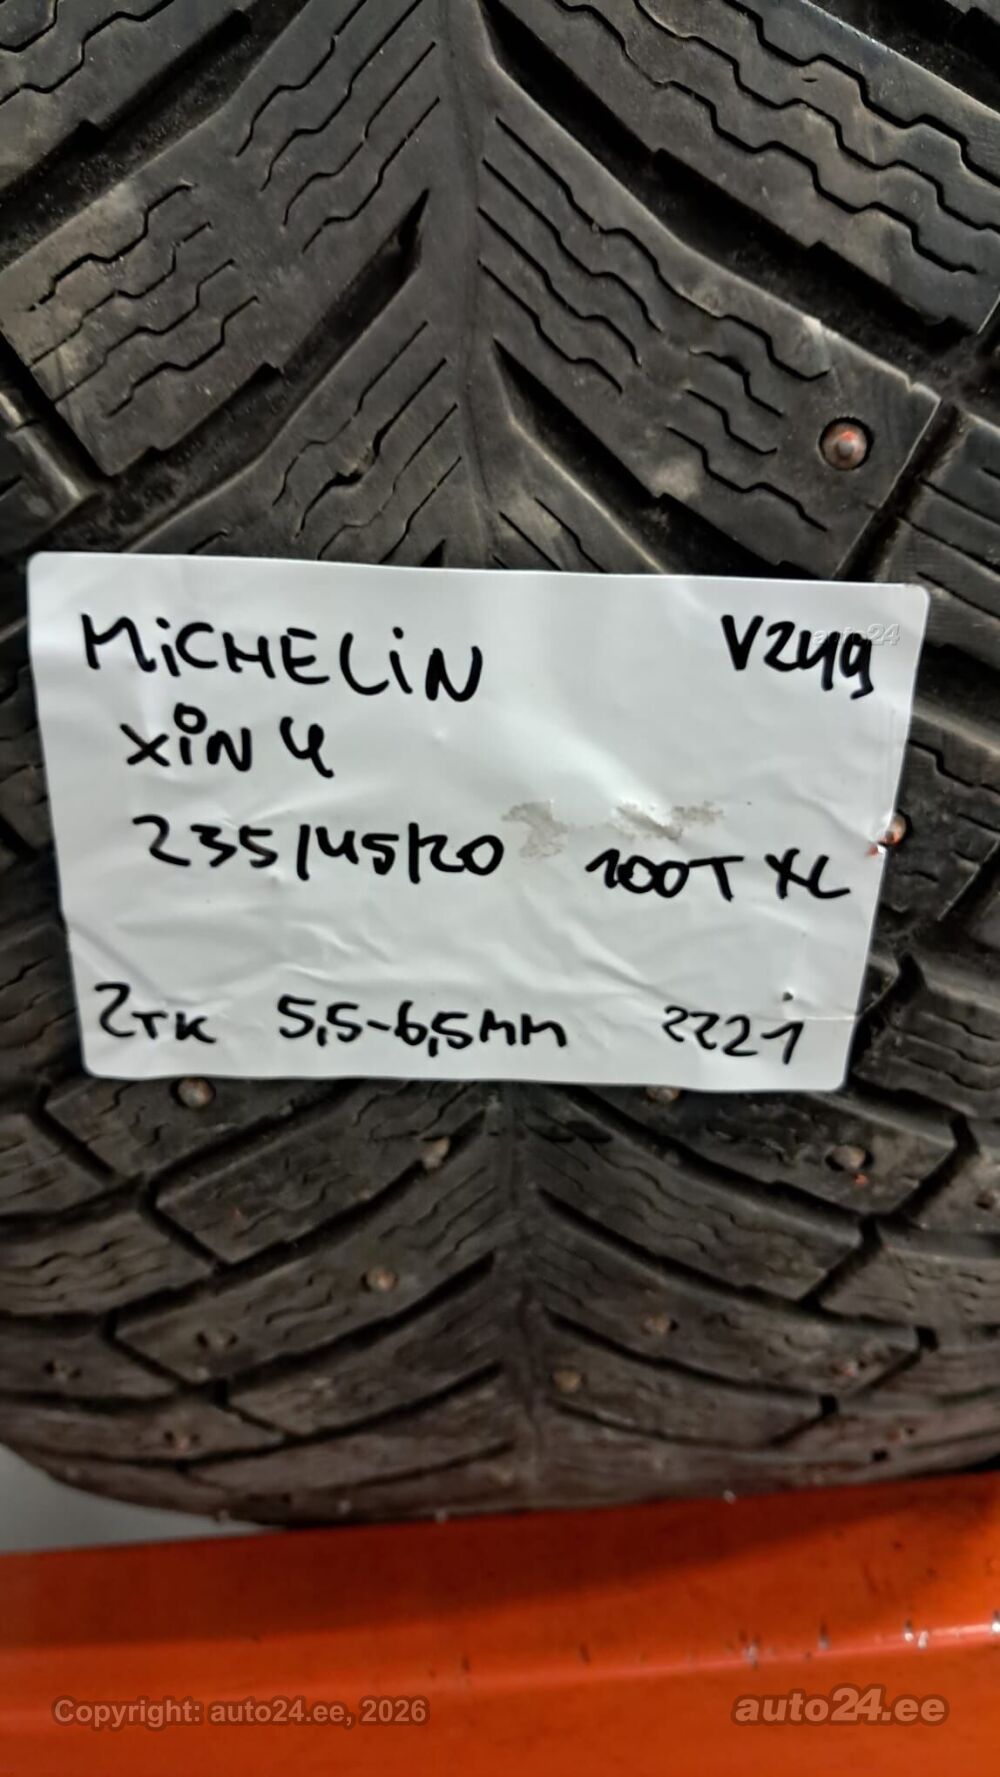 MiCHELiN V249
XiN 4
235/45/20 100T XL
2TK 5,5-6,5mm 2221
auto24
Copyright: auto24.ee, 2026
auto24.ee